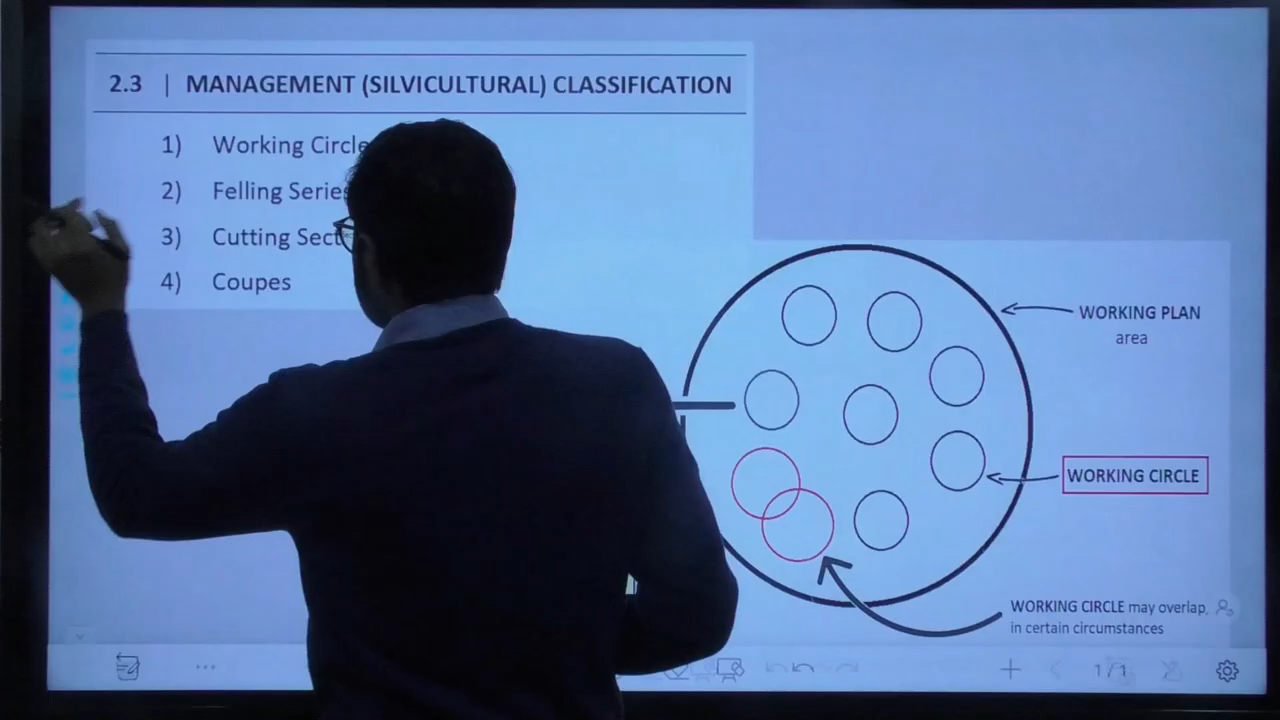 2.3 | MANAGEMENT (SILVICULTURAL) CLASSIFICATION
1) Working Circle
2) Felling Series
3) Cutting Sect
4) Coupes
WORKING PLAN
area
WORKING CIRCLE
WORKING CIRCLE may overlap,
in certain circumstances
1/1